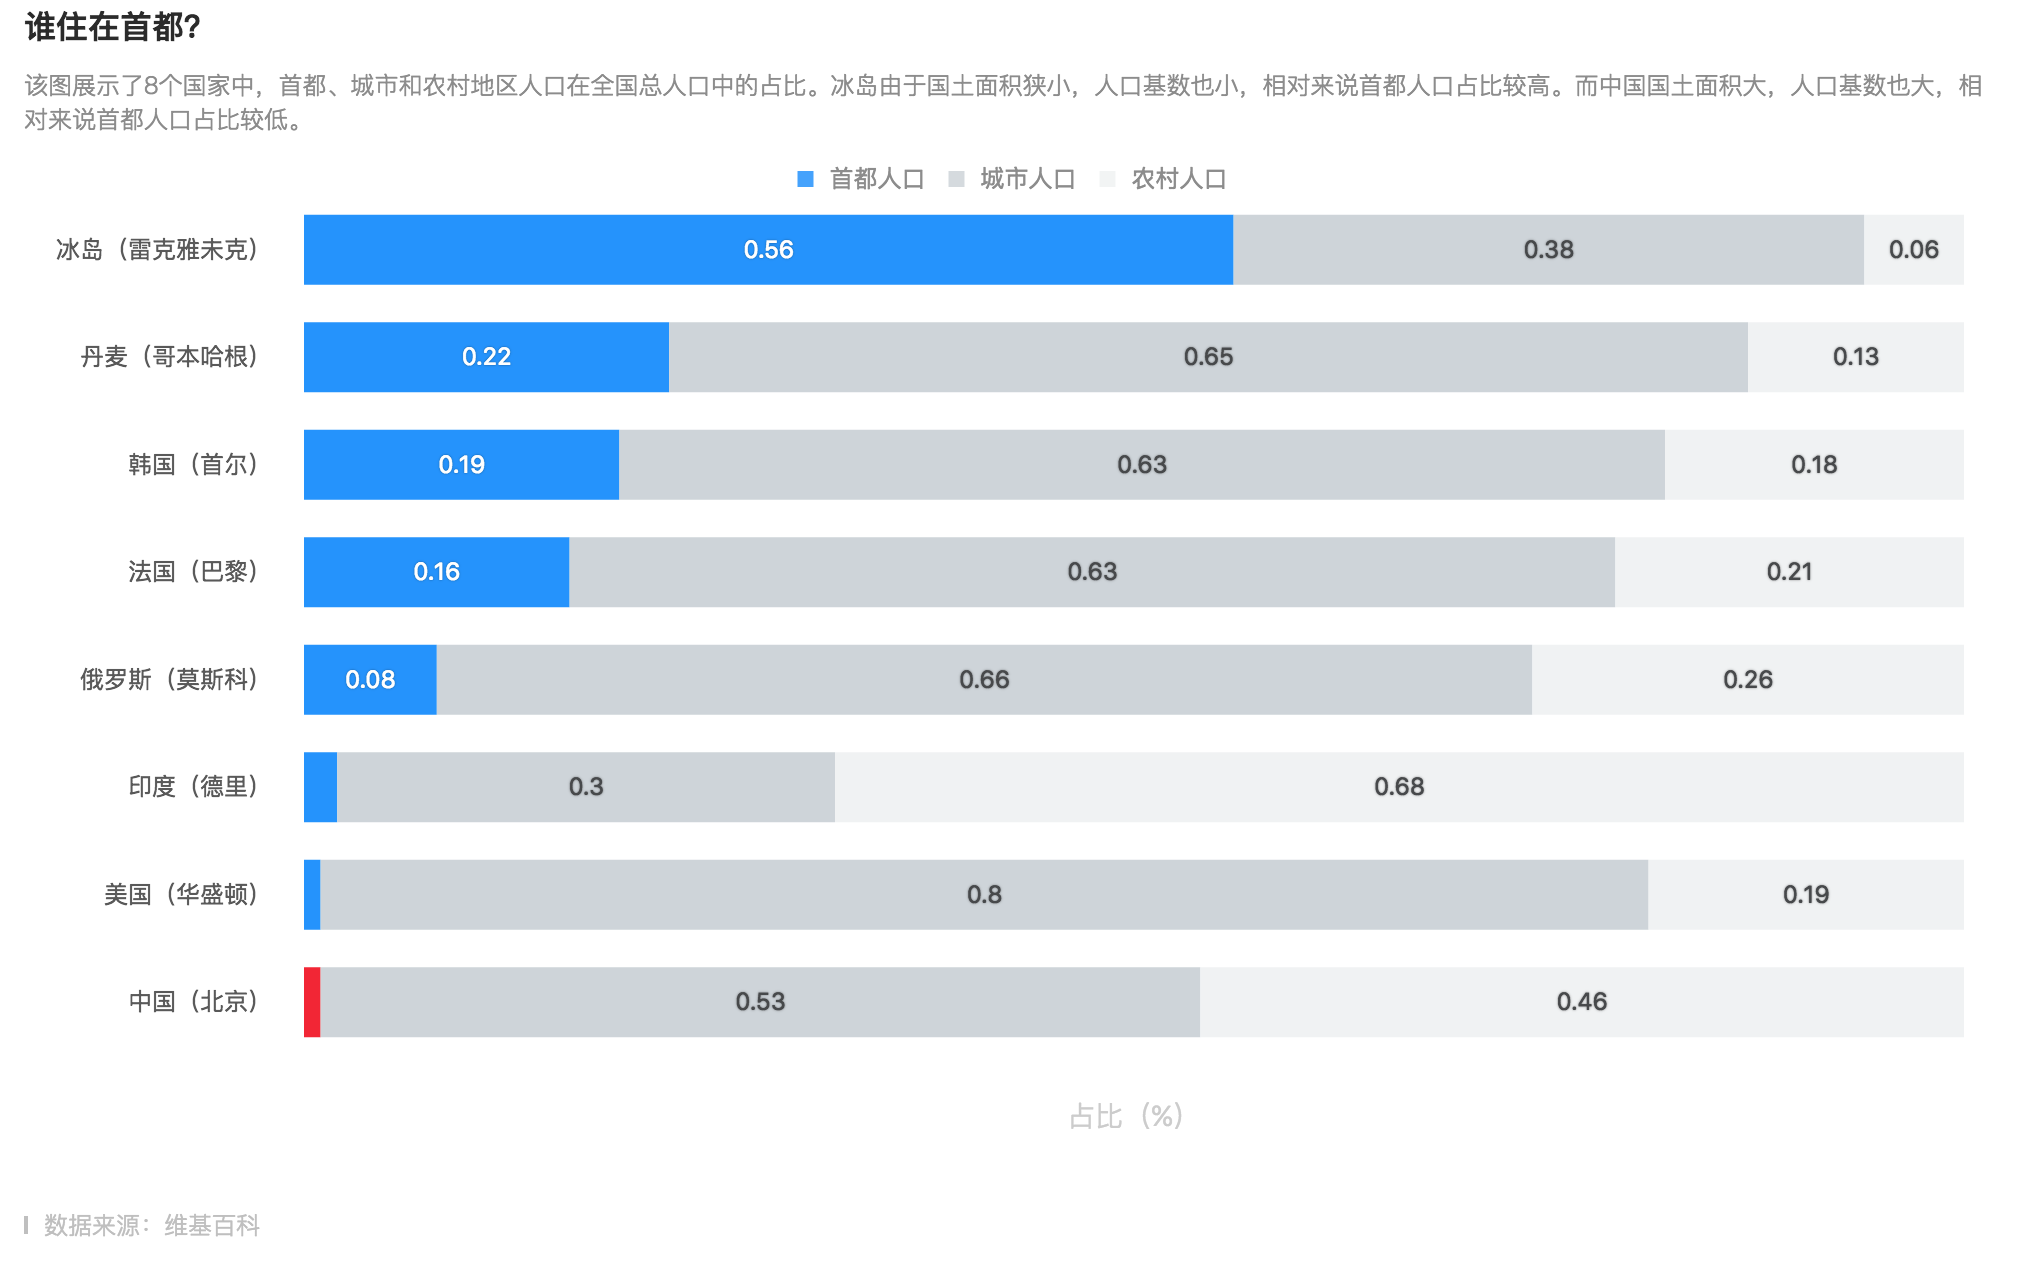 谁住在首都?
该图展示了8个国家中，首都、城市和农村地区人口在全国总人口中的占比。冰岛由于国土面积狭小，人口基数也小，相对来说首都人口占比较高。而中国国土面积大，人口基数也大，相
对来说首都人口占比较低。
首都人口 城市人口 农村人口
冰岛（雷克雅未克） 0.56 0.38 0.06
丹麦（哥本哈根） 0.22 0.65 0.13
韩国（首尔） 0.19 0.63 0.18
法国（巴黎） 0.16 0.63 0.21
俄罗斯（莫斯科） 0.08 0.66 0.26
印度（德里） 0.3 0.68
美国（华盛顿） 0.8 0.19
中国（北京） 0.53 0.46
占比（%）
数据来源：维基百科